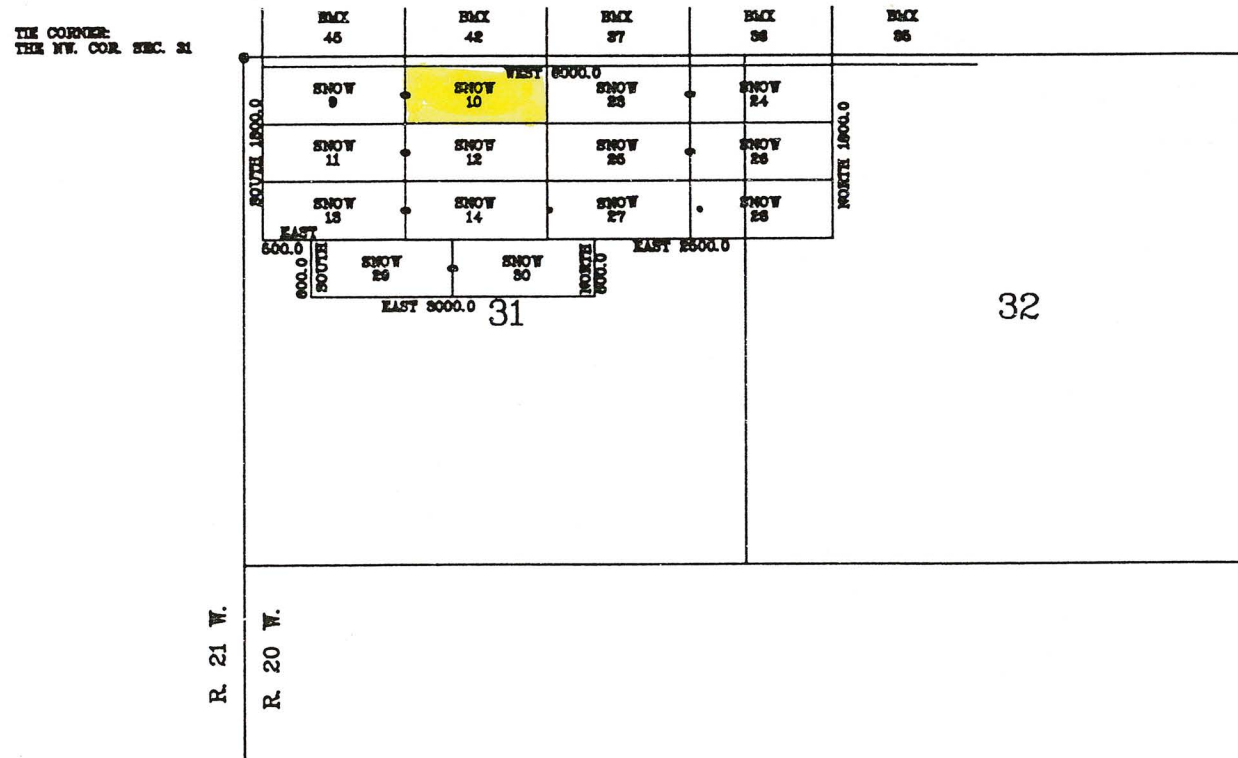 TIE CORNER:
THE NW. COR. SEC. 31
BMX
45
BMX
42
BMX
37
BMX
36
BMX
35
WEST 6000.0
SNOW
9
SNOW
10
SNOW
23
SNOW
24
SOUTH 1800.0
NORTH 1800.0
SNOW
11
SNOW
12
SNOW
25
SNOW
26
SNOW
13
SNOW
14
SNOW
27
SNOW
28
EAST
500.0
EAST 2500.0
600.0
SOUTH
SNOW
29
SNOW
30
NORTH
600.0
EAST 3000.0
31
32
R. 21 W.
R. 20 W.